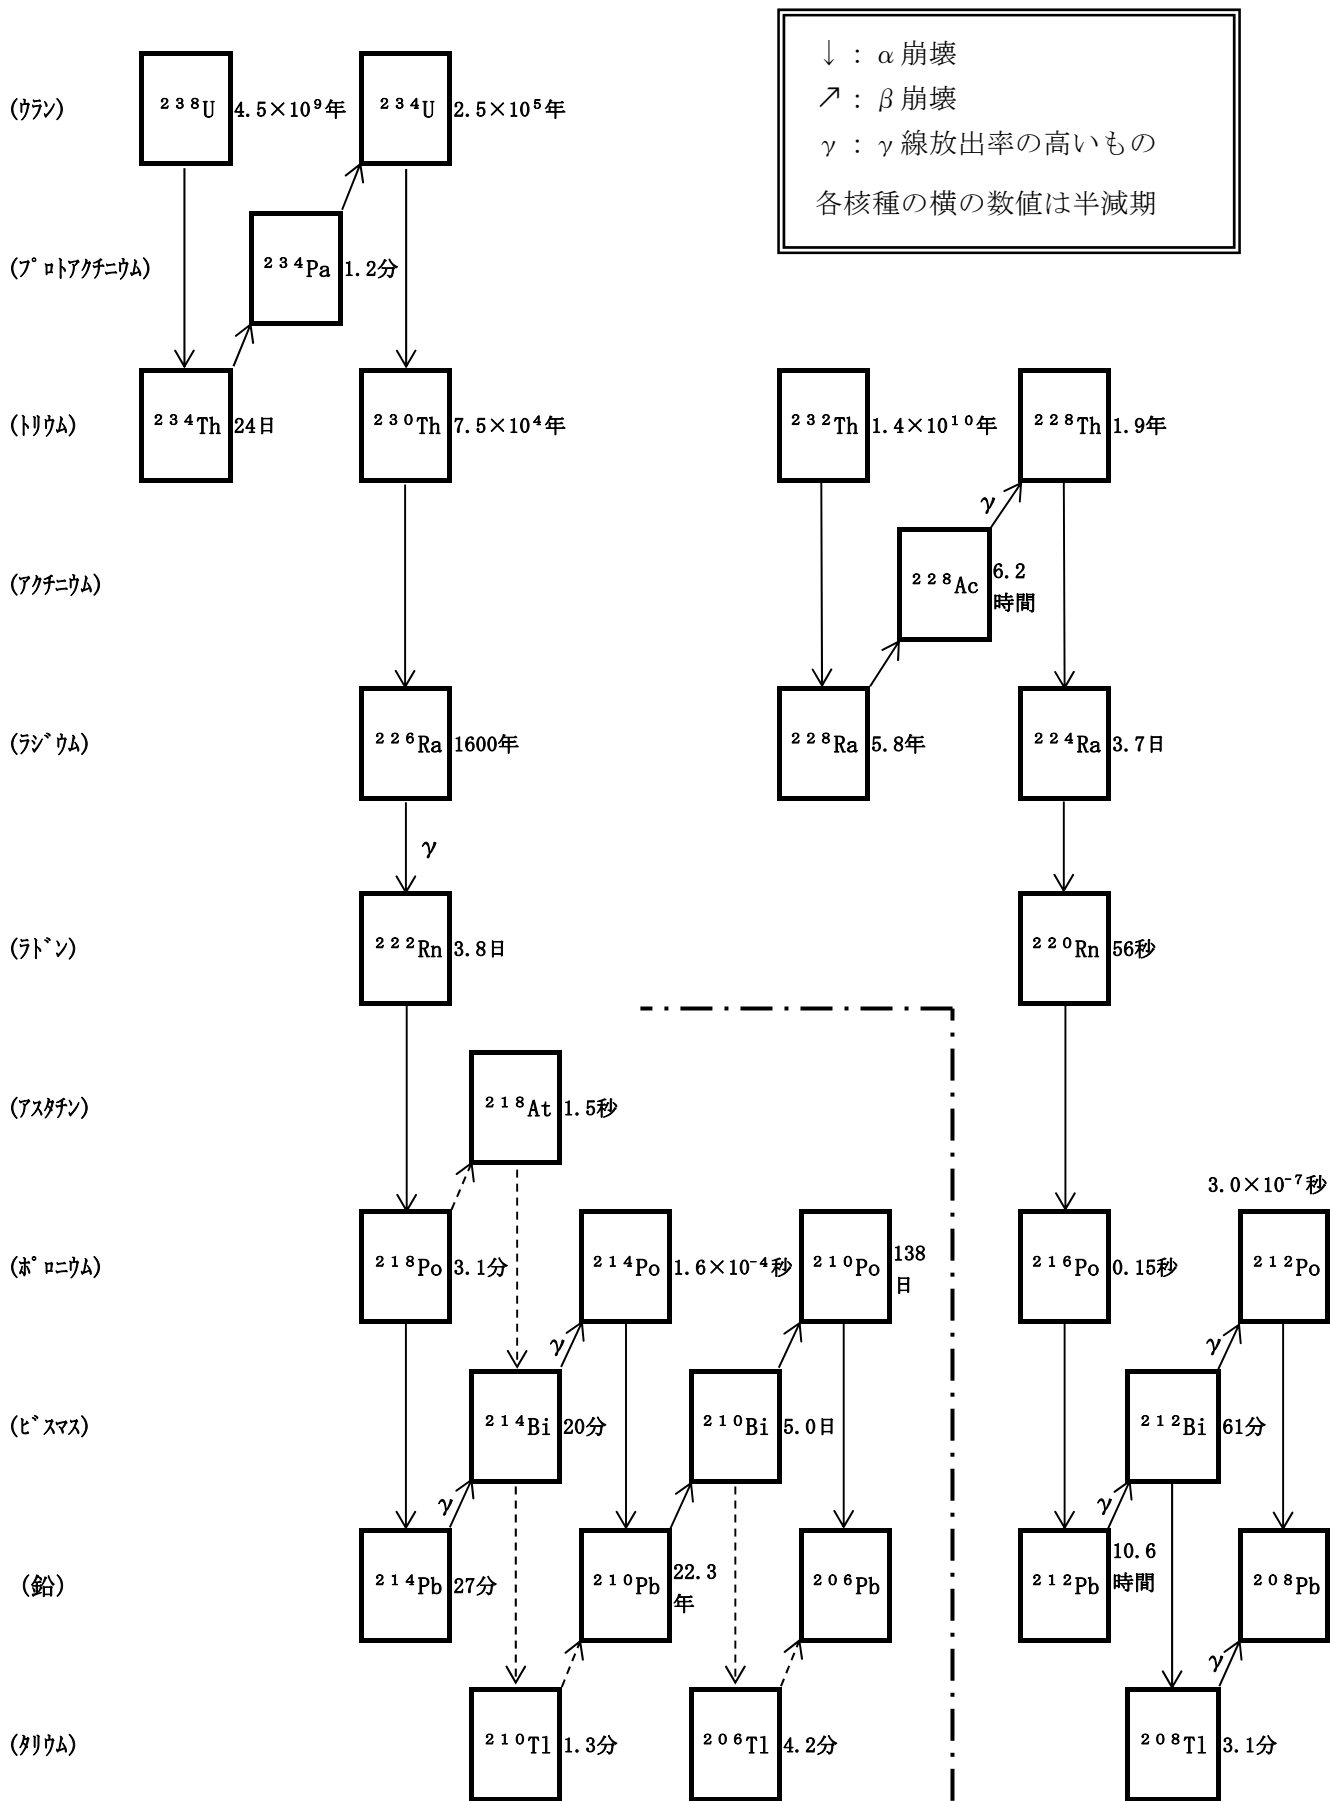 ↓ : α 崩壊
↗ : β 崩壊
γ : γ 線放出率の高いもの
各核種の横の数値は半減期
(ウラン) ²³⁸U 4.5×10⁹年 ²³⁴U 2.5×10⁵年
(プロトアクチニウム) ²³⁴Pa 1.2分
(トリウム) ²³⁴Th 24日 ²³⁰Th 7.5×10⁴年 ²³²Th 1.4×10¹⁰年 ²²⁸Th 1.9年
γ
(アクチニウム) ²²⁸Ac 6.2
時間
(ラジウム) ²²⁶Ra 1600年 ²²⁸Ra 5.8年 ²²⁴Ra 3.7日
γ
(ラドン) ²²²Rn 3.8日 ²²⁰Rn 56秒
(アスタチン) ²¹⁸At 1.5秒
3.0×10⁻⁷秒
(ポロニウム) ²¹⁸Po 3.1分 ²¹⁴Po 1.6×10⁻⁴秒 ²¹⁰Po 138
日
²¹⁶Po 0.15秒 ²¹²Po
γ γ
(ビスマス) ²¹⁴Bi 20分 ²¹⁰Bi 5.0日 ²¹²Bi 61分
γ γ
(鉛) ²¹⁴Pb 27分 ²¹⁰Pb 22.3
年
²⁰⁶Pb ²¹²Pb 10.6
時間
²⁰⁸Pb
γ
(タリウム) ²¹⁰Tl 1.3分 ²⁰⁶Tl 4.2分 ²⁰⁸Tl 3.1分